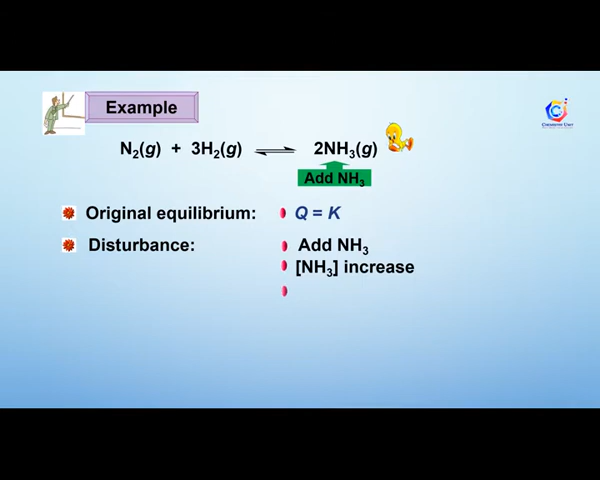 Example
N₂(g) + 3H₂(g) ⇌ 2NH₃(g)
Add NH₃
Original equilibrium: Q = K
Disturbance: Add NH₃
[NH₃] increase